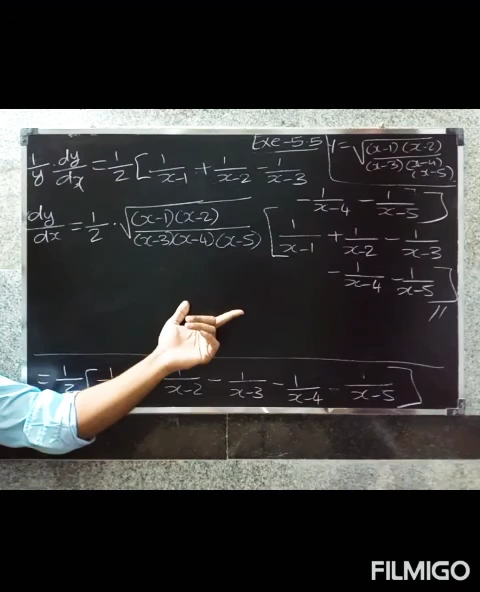 Exe-5.5
y=√((x-1)(x-2)/(x-3)(x-4)(x-5))
1/y · dy/dx = 1/2 [1/(x-1) + 1/(x-2) - 1/(x-3)
- 1/(x-4) - 1/(x-5)]
dy/dx = 1/2 · √((x-1)(x-2)/(x-3)(x-4)(x-5)) [1/(x-1) + 1/(x-2) - 1/(x-3)
- 1/(x-4) - 1/(x-5)] //
= 1/2 [1/ 1/(x-2) - 1/(x-3) - 1/(x-4) - 1/(x-5)]
FILMIGO